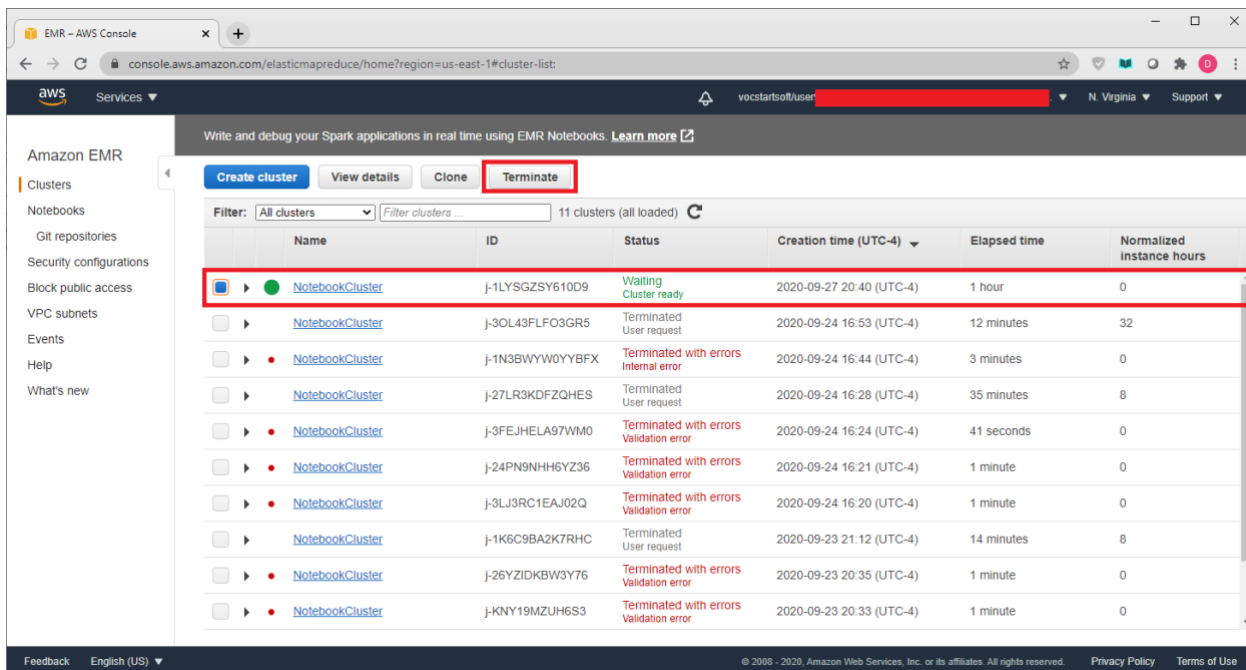 EMR – AWS Console
console.aws.amazon.com/elasticmapreduce/home?region=us-east-1#cluster-list:
D
aws Services vocstartsoft/user N. Virginia Support
Write and debug your Spark applications in real time using EMR Notebooks. Learn more
Amazon EMR
Clusters
Notebooks
Git repositories
Security configurations
Block public access
VPC subnets
Events
Help
What's new
Create cluster View details Clone Terminate
Filter: All clusters Filter clusters ... 11 clusters (all loaded)
Name ID Status Creation time (UTC-4) Elapsed time Normalized
instance hours
NotebookCluster j-1LYSGZSY610D9 Waiting 2020-09-27 20:40 (UTC-4) 1 hour 0
Cluster ready
NotebookCluster j-3OL43FLFO3GR5 Terminated 2020-09-24 16:53 (UTC-4) 12 minutes 32
User request
NotebookCluster j-1N3BWYW0YYBFX Terminated with errors 2020-09-24 16:44 (UTC-4) 3 minutes 0
Internal error
NotebookCluster j-27LR3KDFZQHES Terminated 2020-09-24 16:28 (UTC-4) 35 minutes 8
User request
NotebookCluster j-3FEJHELA97WM0 Terminated with errors 2020-09-24 16:24 (UTC-4) 41 seconds 0
Validation error
NotebookCluster j-24PN9NHH6YZ36 Terminated with errors 2020-09-24 16:21 (UTC-4) 1 minute 0
Validation error
NotebookCluster j-3LJ3RC1EAJ02Q Terminated with errors 2020-09-24 16:20 (UTC-4) 1 minute 0
Validation error
NotebookCluster j-1K6C9BA2K7RHC Terminated 2020-09-23 21:12 (UTC-4) 14 minutes 8
User request
NotebookCluster j-26YZIDKBW3Y76 Terminated with errors 2020-09-23 20:35 (UTC-4) 1 minute 0
Validation error
NotebookCluster j-KNY19MZUH6S3 Terminated with errors 2020-09-23 20:33 (UTC-4) 1 minute 0
Validation error
Feedback English (US) © 2008 - 2020, Amazon Web Services, Inc. or its affiliates. All rights reserved. Privacy Policy Terms of Use